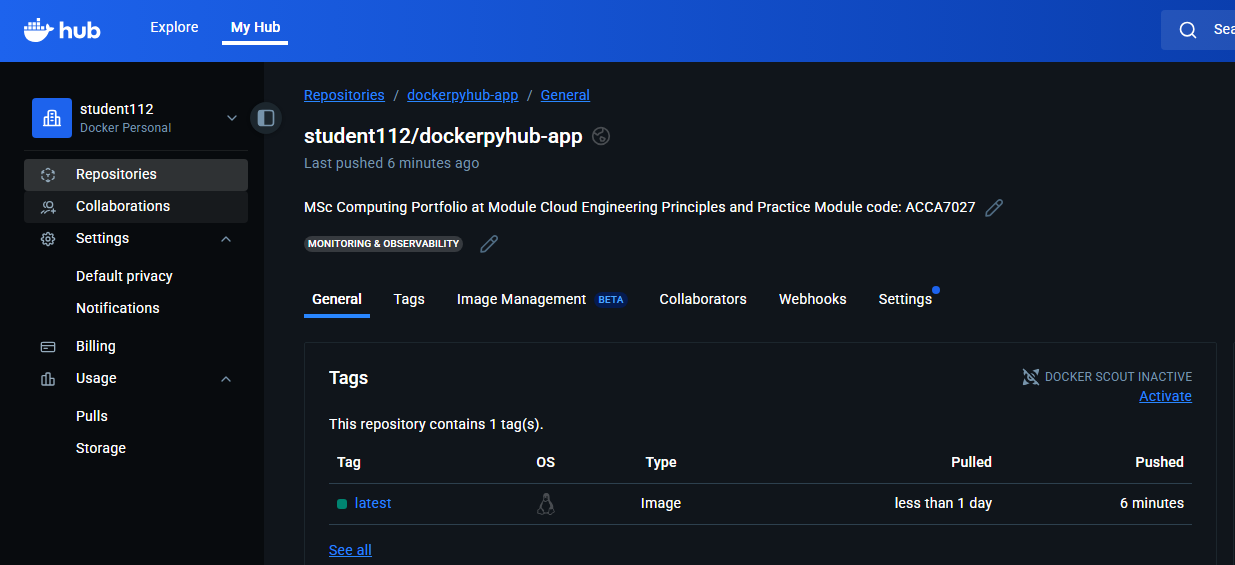 hub
Explore
My Hub
Sea
student112
Docker Personal
Repositories
Collaborations
Settings
Default privacy
Notifications
Billing
Usage
Pulls
Storage
Repositories / dockerpyhub-app / General
student112/dockerpyhub-app
Last pushed 6 minutes ago
MSc Computing Portfolio at Module Cloud Engineering Principles and Practice Module code: ACCA7027
MONITORING & OBSERVABILITY
General Tags Image Management BETA Collaborators Webhooks Settings
Tags
DOCKER SCOUT INACTIVE
Activate
This repository contains 1 tag(s).
Tag OS Type Pulled Pushed
latest Image less than 1 day 6 minutes
See all